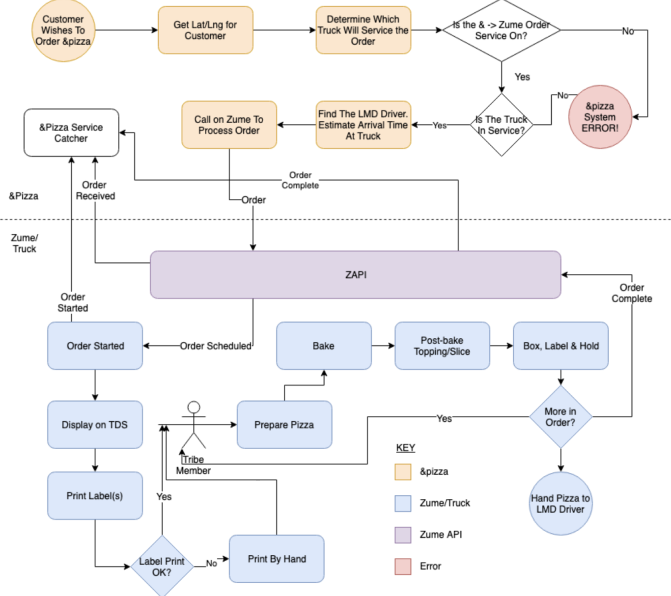 Customer
Wishes To
Order &pizza
Get Lat/Lng for
Customer
Determine Which
Truck Will Service the
Order
Is the & -> Zume Order
Service On?
No
Yes
&Pizza Service
Catcher
Call on Zume To
Process Order
Find The LMD Driver.
Estimate Arrival Time
At Truck
Yes
Is The Truck
In Service?
No
&pizza
System
ERROR!
Order
Complete
Order
Received
Order
&Pizza
Zume/
Truck
ZAPI
Order
Started
Order
Complete
Order Started
Order Scheduled
Bake
Post-bake
Topping/Slice
Box, Label & Hold
Display on TDS
Tribe
Member
Prepare Pizza
Yes
More in
Order?
KEY
&pizza
Zume/Truck
Zume API
Error
Print Label(s)
Yes
Hand Pizza to
LMD Driver
Label Print
OK?
No
Print By Hand